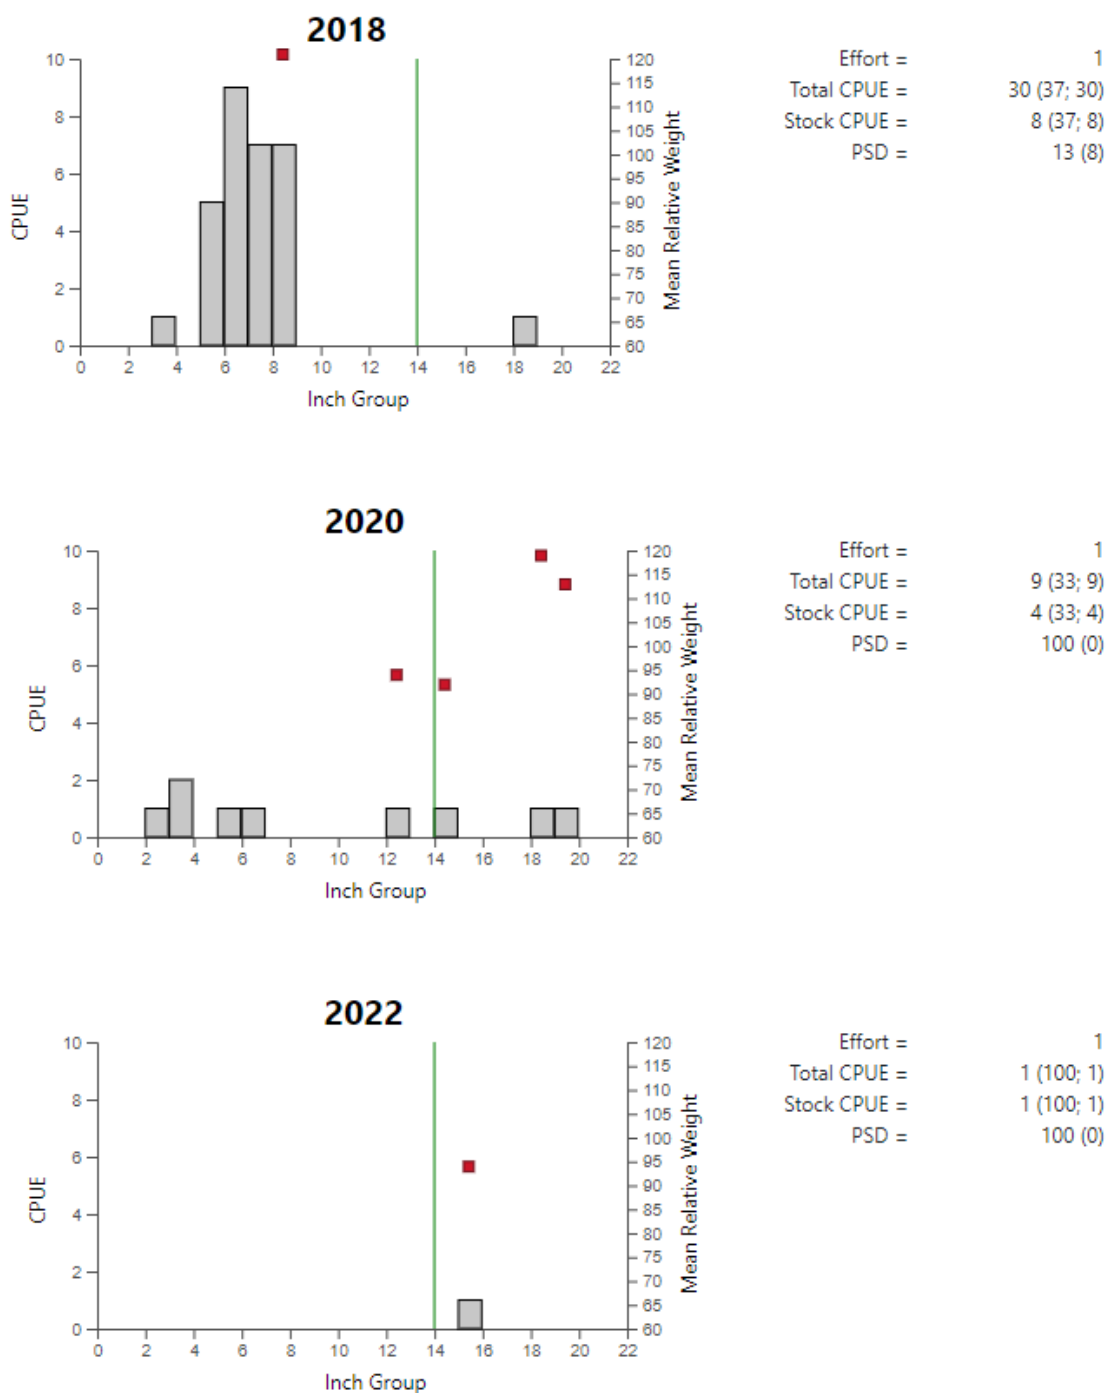 2018
Effort = 1
Total CPUE = 30 (37; 30)
Stock CPUE = 8 (37; 8)
PSD = 13 (8)
10
8
6
4
2
0
CPUE
120
115
110
105
100
95
90
85
80
75
70
65
60
Mean Relative Weight
0 2 4 6 8 10 12 14 16 18 20 22
Inch Group
2020
Effort = 1
Total CPUE = 9 (33; 9)
Stock CPUE = 4 (33; 4)
PSD = 100 (0)
10
8
6
4
2
0
CPUE
120
115
110
105
100
95
90
85
80
75
70
65
60
Mean Relative Weight
0 2 4 6 8 10 12 14 16 18 20 22
Inch Group
2022
Effort = 1
Total CPUE = 1 (100; 1)
Stock CPUE = 1 (100; 1)
PSD = 100 (0)
10
8
6
4
2
0
CPUE
120
115
110
105
100
95
90
85
80
75
70
65
60
Mean Relative Weight
0 2 4 6 8 10 12 14 16 18 20 22
Inch Group